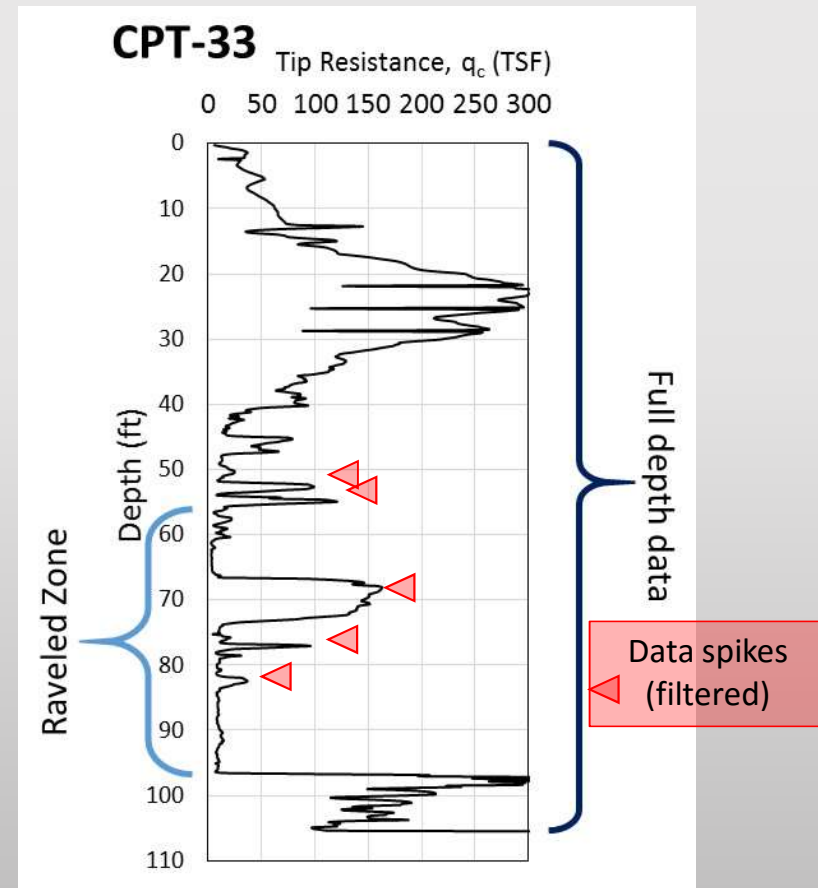 CPT-33
Tip Resistance, qc (TSF)
0 50 100 150 200 250 300
0
10
20
30
40
50
60
70
80
90
100
110
Depth (ft)
Raveled Zone
Full depth data
Data spikes
(filtered)